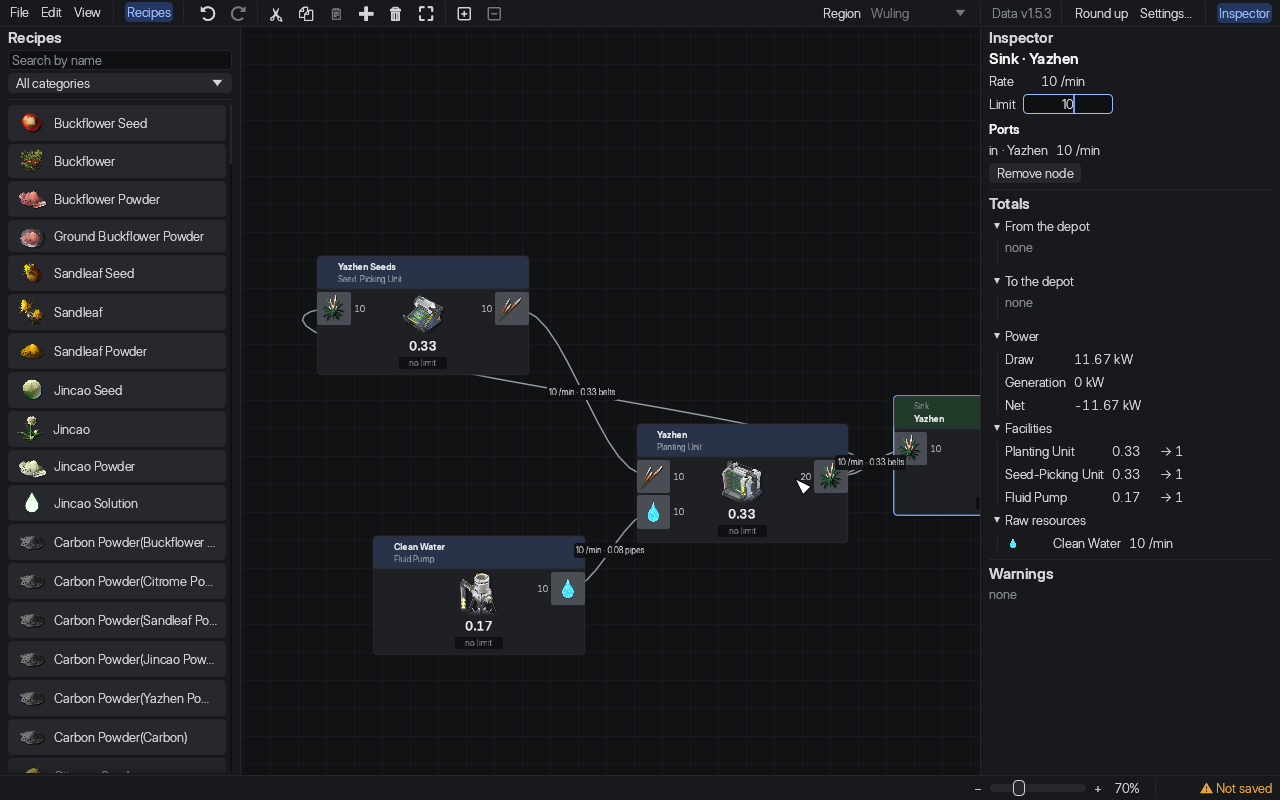 File Edit View Recipes Region Wuling Data v1.5.3 Round up Settings... Inspector
Recipes
Search by name
All categories
Buckflower Seed
Buckflower
Buckflower Powder
Ground Buckflower Powder
Sandleaf Seed
Sandleaf
Sandleaf Powder
Jincao Seed
Jincao
Jincao Powder
Jincao Solution
Carbon Powder(Buckflower ...
Carbon Powder(Citrome Po...
Carbon Powder(Sandleaf Po...
Carbon Powder(Jincao Pow...
Carbon Powder(Yazhen Po...
Carbon Powder(Carbon)
Yazhen Seeds
Seed Picking Unit
10 10
0.33
no limit
10 /min · 0.33 belts
Yazhen
Planting Unit
10 20
10
0.33
no limit
10 /min · 0.33 belts
Sink
Yazhen
10
Clean Water
Fluid Pump
10
0.17
no limit
10 /min · 0.08 pipes
Inspector
Sink · Yazhen
Rate 10 /min
Limit 10
Ports
in · Yazhen 10 /min
Remove node
Totals
From the depot
none
To the depot
none
Power
Draw 11.67 kW
Generation 0 kW
Net -11.67 kW
Facilities
Planting Unit 0.33 → 1
Seed-Picking Unit 0.33 → 1
Fluid Pump 0.17 → 1
Raw resources
Clean Water 10 /min
Warnings
none
− + 70% Not saved